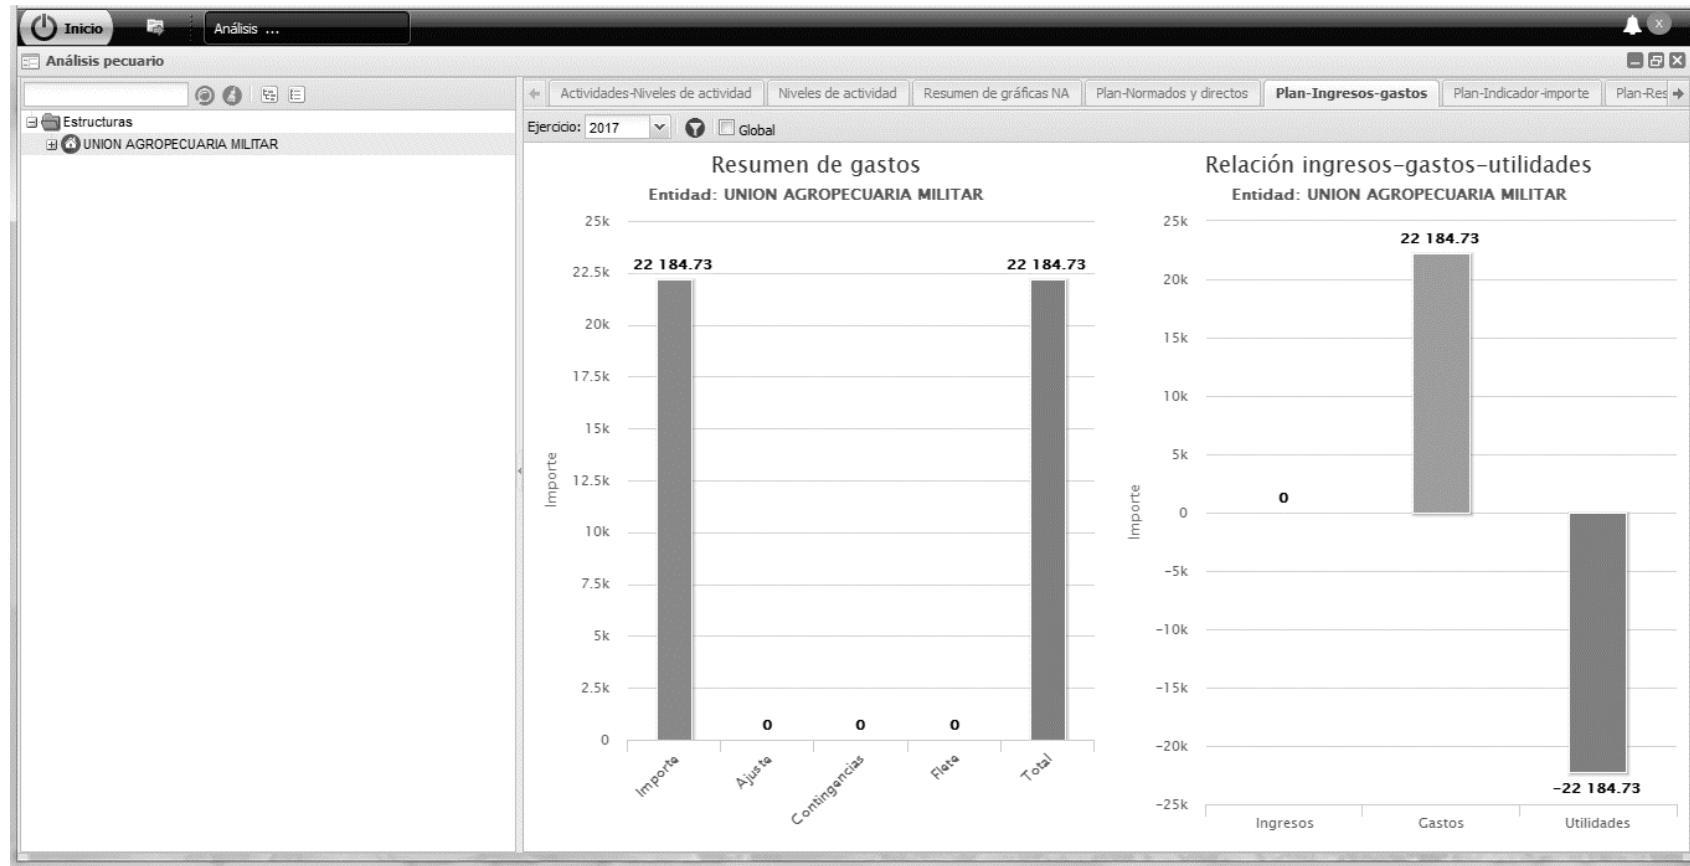 Inicio
Análisis ...
x
Análisis pecuario
Actividades-Niveles de actividad
Niveles de actividad
Resumen de gráficas NA
Plan-Normados y directos
Plan-Ingresos-gastos
Plan-Indicador-importe
Plan-Res
Estructuras
UNION AGROPECUARIA MILITAR
Ejercicio: 2017
Global
Resumen de gastos
Entidad: UNION AGROPECUARIA MILITAR
25k
22.5k
20k
17.5k
15k
12.5k
10k
7.5k
5k
2.5k
0
Importe
22 184.73
0
0
0
22 184.73
Importe
Ajuste
Contingencias
Flete
Total
Relación ingresos-gastos-utilidades
Entidad: UNION AGROPECUARIA MILITAR
25k
20k
15k
10k
5k
0
-5k
-10k
-15k
-20k
-25k
Importe
0
22 184.73
-22 184.73
Ingresos
Gastos
Utilidades